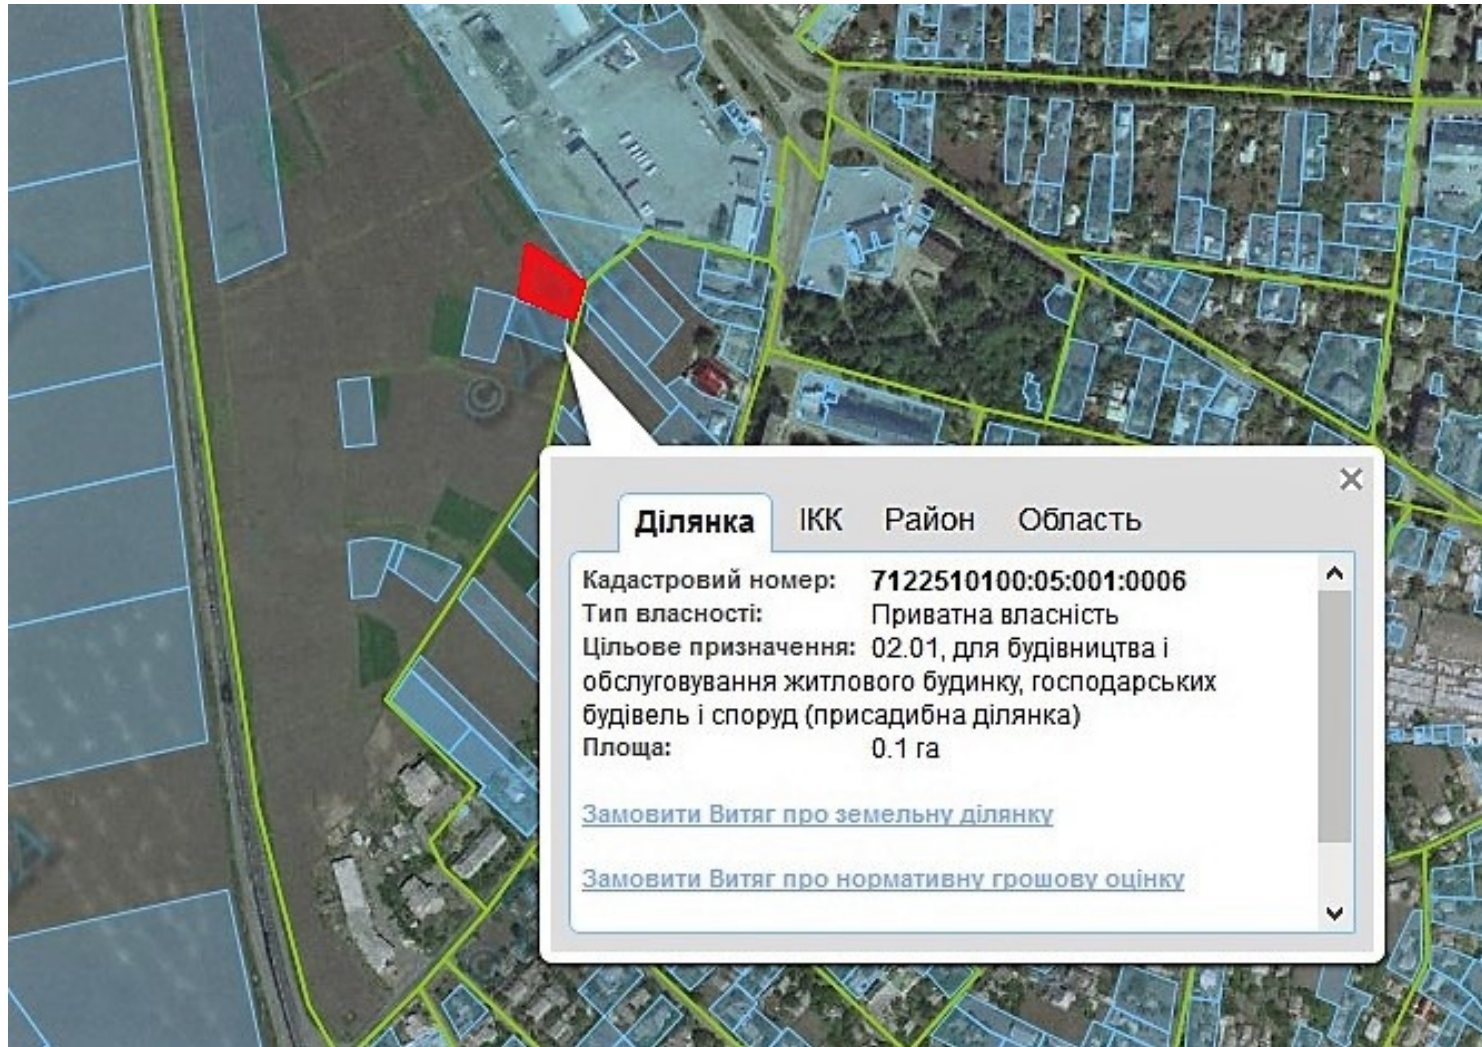 Ділянка ІКК Район Область
Кадастровий номер: 7122510100:05:001:0006
Тип власності: Приватна власність
Цільове призначення: 02.01, для будівництва і
обслуговування житлового будинку, господарських
будівель і споруд (присадибна ділянка)
Площа: 0.1 га
Замовити Витяг про земельну ділянку
Замовити Витяг про нормативну грошову оцінку